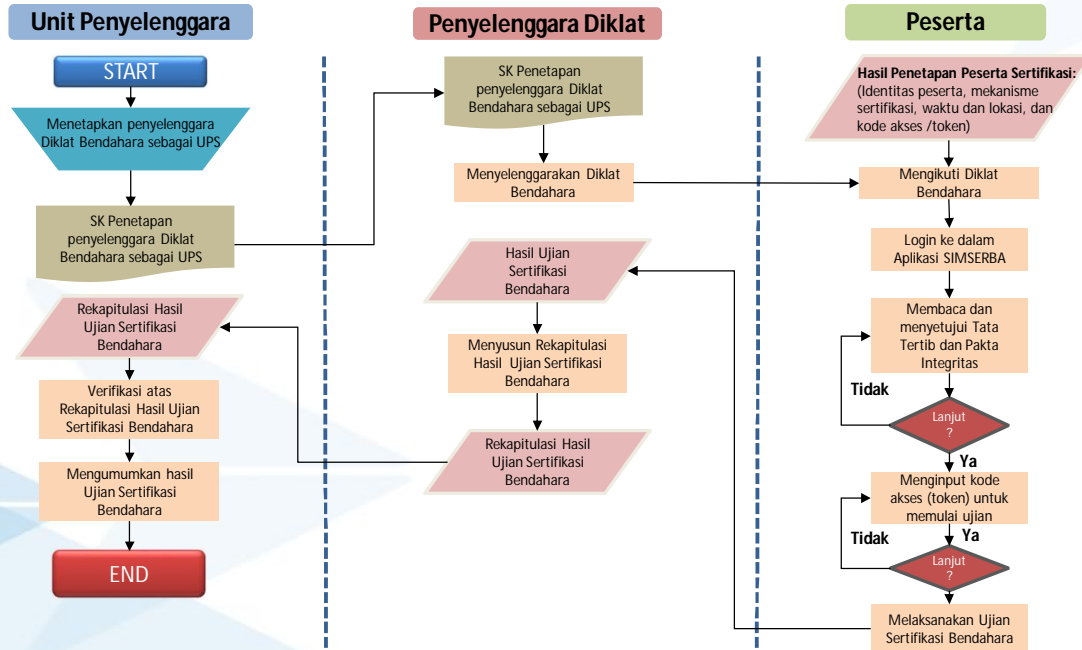 Unit Penyelenggara
START
Menetapkan penyelenggara
Diklat Bendahara sebagai UPS
SK Penetapan
penyelenggara Diklat
Bendahara sebagai UPS
Rekapitulasi Hasil
Ujian Sertifikasi
Bendahara
Verifikasi atas
Rekapitulasi Hasil Ujian
Sertifikasi Bendahara
Mengumumkan hasil
Ujian Sertifikasi
Bendahara
END
Penyelenggara Diklat
SK Penetapan
penyelenggara Diklat
Bendahara sebagai UPS
Menyelenggarakan Diklat
Bendahara
Hasil Ujian
Sertifikasi
Bendahara
Menyusun Rekapitulasi
Hasil Ujian Sertifikasi
Bendahara
Rekapitulasi Hasil
Ujian Sertifikasi
Bendahara
Peserta
Hasil Penetapan Peserta Sertifikasi:
(Identitas peserta, mekanisme
sertifikasi, waktu dan lokasi, dan
kode akses /token)
Mengikuti Diklat
Bendahara
Login ke dalam
Aplikasi SIMSERBA
Membaca dan
menyetujui Tata
Tertib dan Pakta
Integritas
Tidak
Lanjut
?
Ya
Menginput kode
akses (token) untuk
memulai ujian
Tidak
Ya
Lanjut
?
Melaksanakan Ujian
Sertifikasi Bendahara